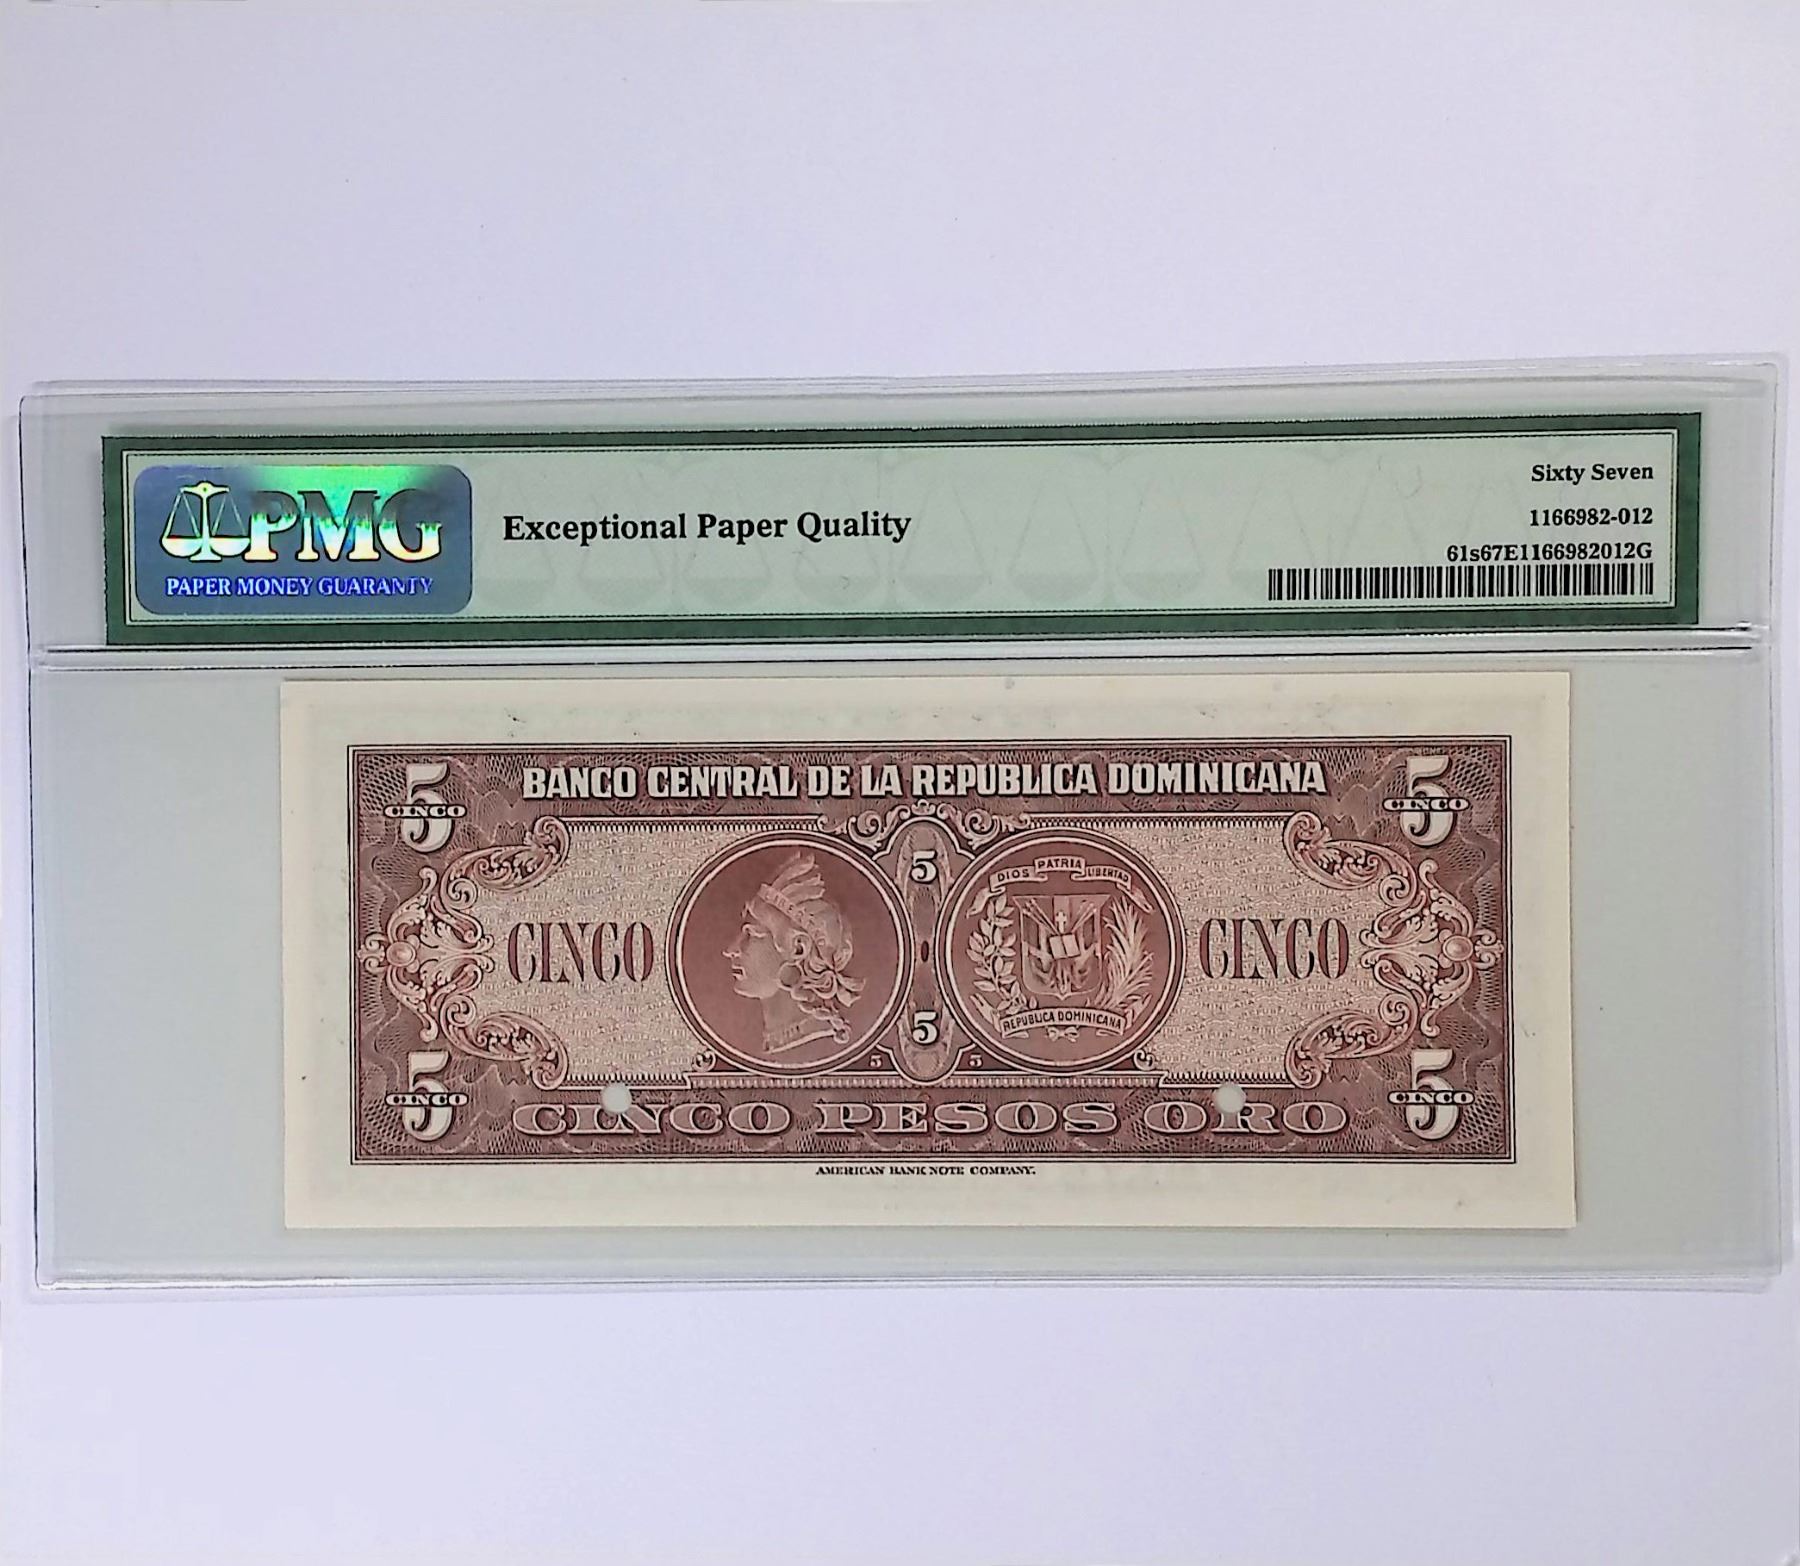 PMG
PAPER MONEY GUARANTY
Exceptional Paper Quality
Sixty Seven
1166982-012
61s67E1166982012G
BANCO CENTRAL DE LA REPUBLICA DOMINICANA
5
CINCO
5
CINCO
5
DIOS PATRIA LIBERTAD
CINCO
CINCO
REPUBLICA DOMINICANA
5
5
5
5
CINCO
5
CINCO
CINCO PESOS ORO
AMERICAN BANK NOTE COMPANY.